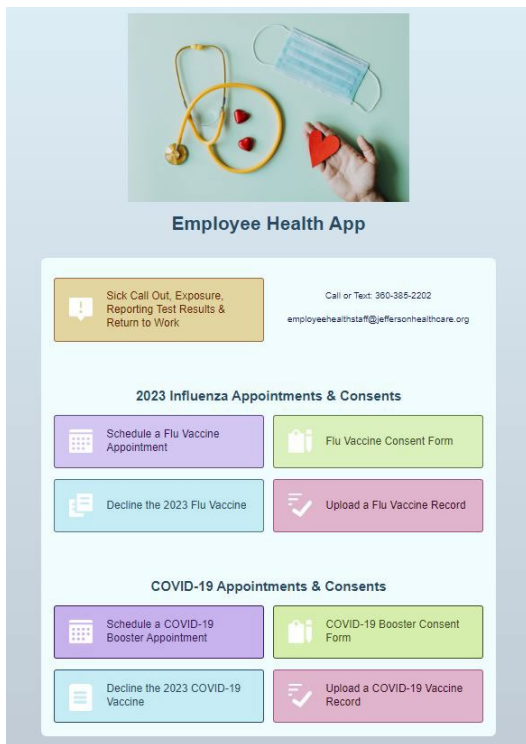 Employee Health App
Sick Call Out, Exposure,
Reporting Test Results &
Return to Work
Call or Text: 360-385-2202
employeehealthstaff@jeffersonhealthcare.org
2023 Influenza Appointments & Consents
Schedule a Flu Vaccine
Appointment
Flu Vaccine Consent Form
Decline the 2023 Flu Vaccine
Upload a Flu Vaccine Record
COVID-19 Appointments & Consents
Schedule a COVID-19
Booster Appointment
COVID-19 Booster Consent
Form
Decline the 2023 COVID-19
Vaccine
Upload a COVID-19 Vaccine
Record